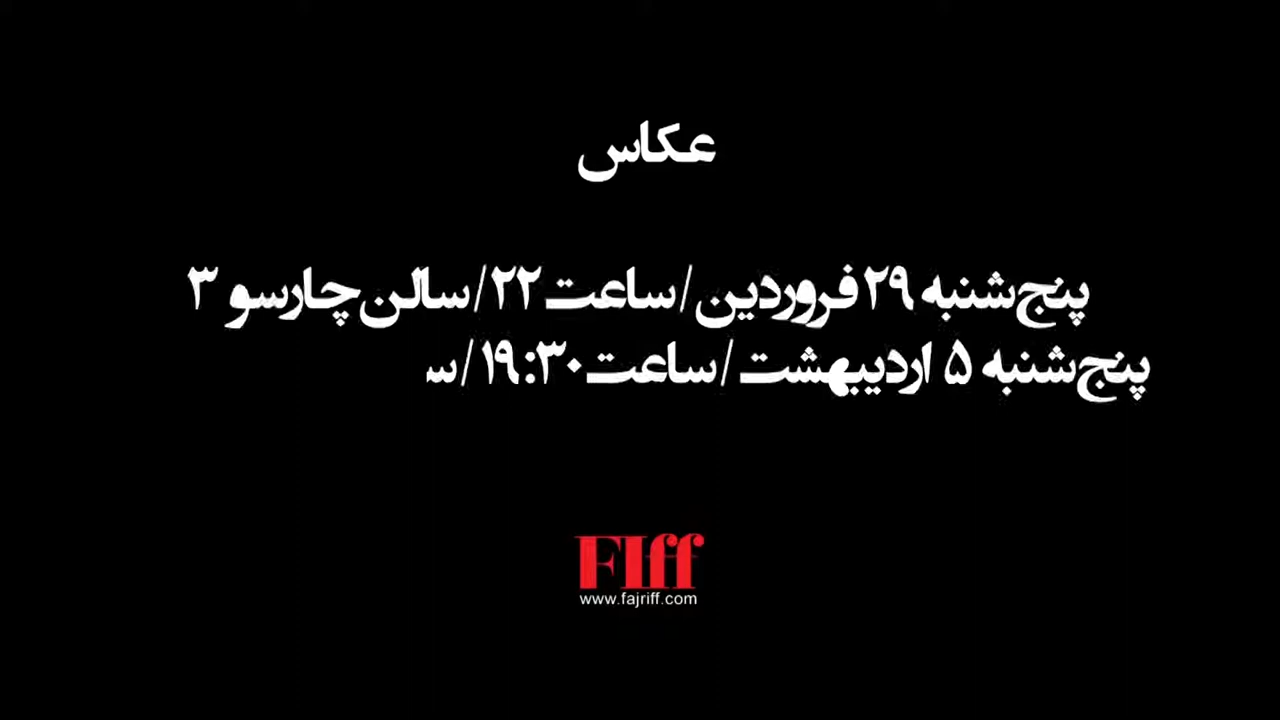 عکاس
پنج‌شنبه ۲۹ فروردین/ساعت ۲۲/سالن چارسو ۳
پنج‌شنبه ۵ اردیبهشت/ساعت ۱۹:۳۰/س
FIff
www.fajriff.com